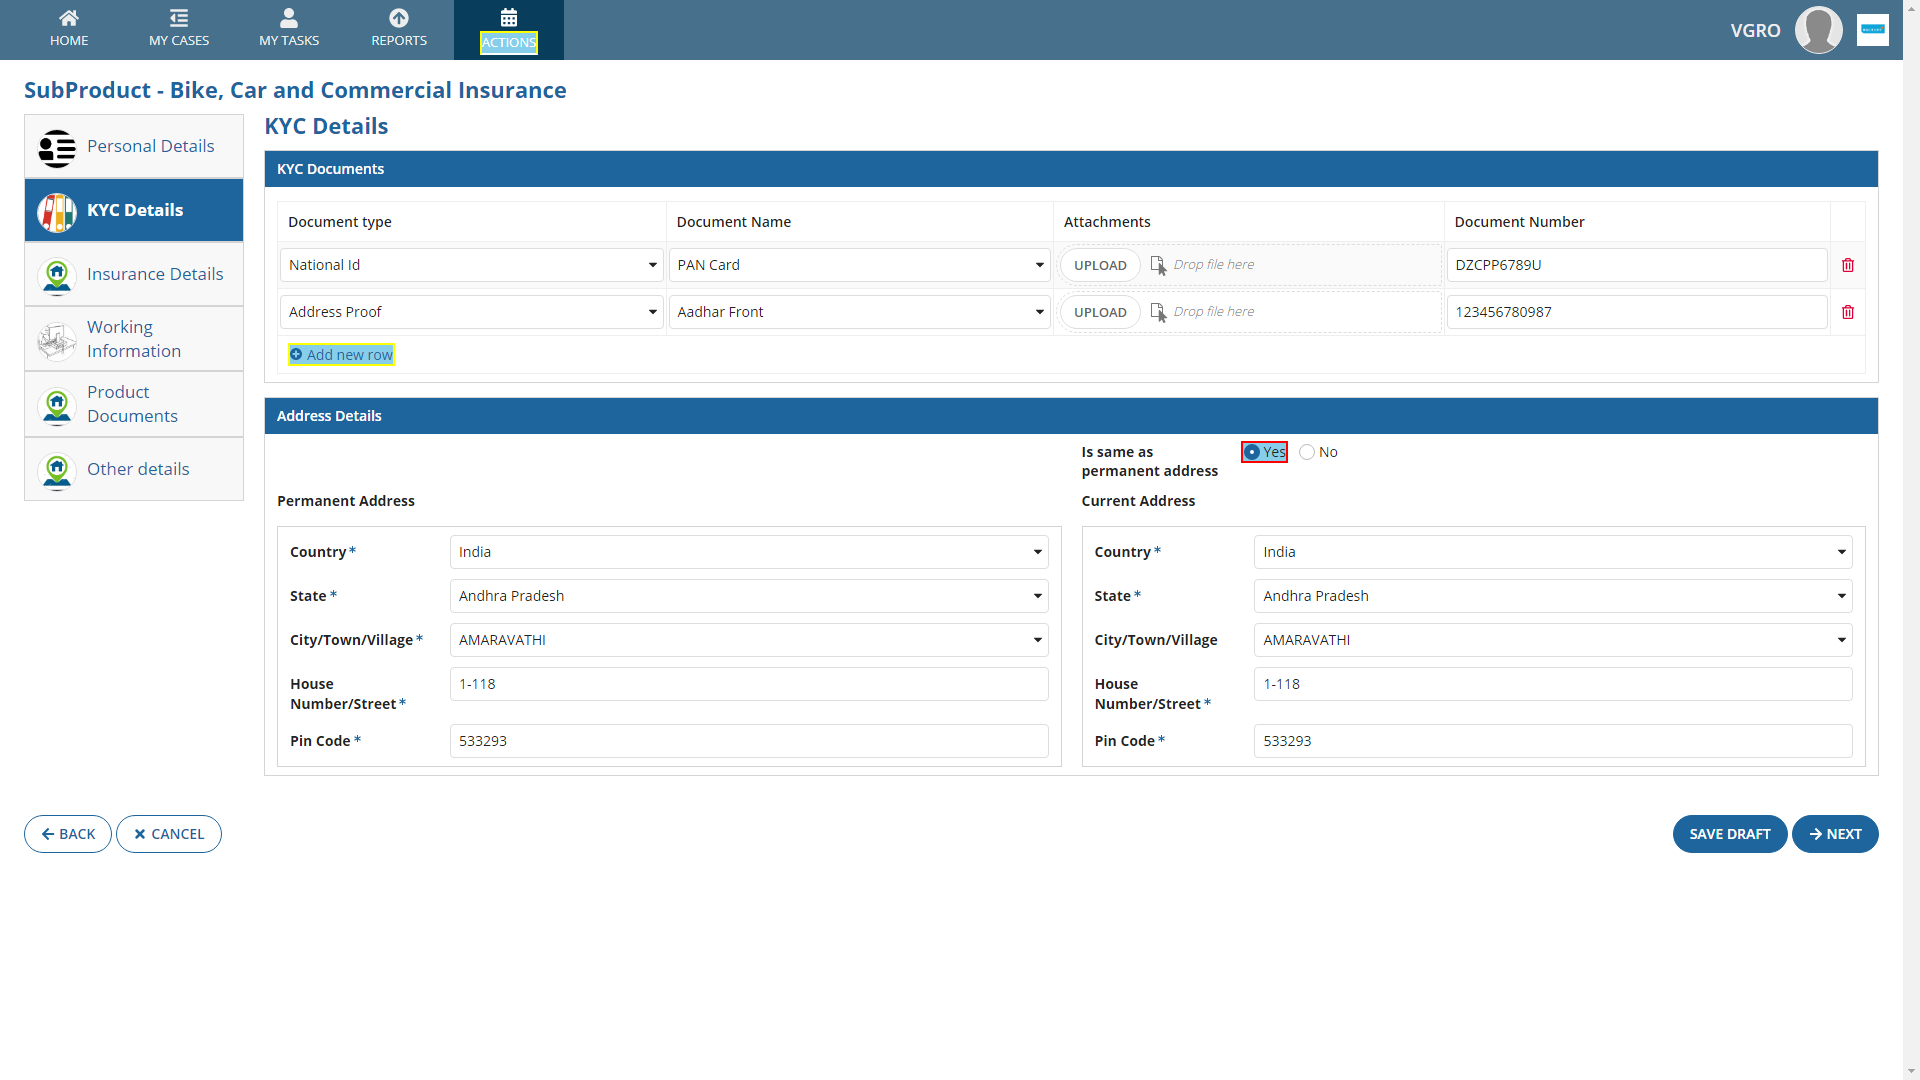 HOME
MY CASES
MY TASKS
REPORTS
ACTIONS
VGRO
SubProduct - Bike, Car and Commercial Insurance
Personal Details
KYC Details
Insurance Details
Working
Information
Product
Documents
Other details
KYC Details
KYC Documents
Document type
Document Name
Attachments
Document Number
National Id
PAN Card
UPLOAD
Drop file here
DZCPP6789U
Address Proof
Aadhar Front
UPLOAD
Drop file here
123456780987
Add new row
Address Details
Is same as
permanent address
Yes
No
Permanent Address
Country *
India
State *
Andhra Pradesh
City/Town/Village *
AMARAVATHI
House
Number/Street *
1-118
Pin Code *
533293
Current Address
Country *
India
State *
Andhra Pradesh
City/Town/Village
AMARAVATHI
House
Number/Street *
1-118
Pin Code *
533293
BACK
CANCEL
SAVE DRAFT
NEXT